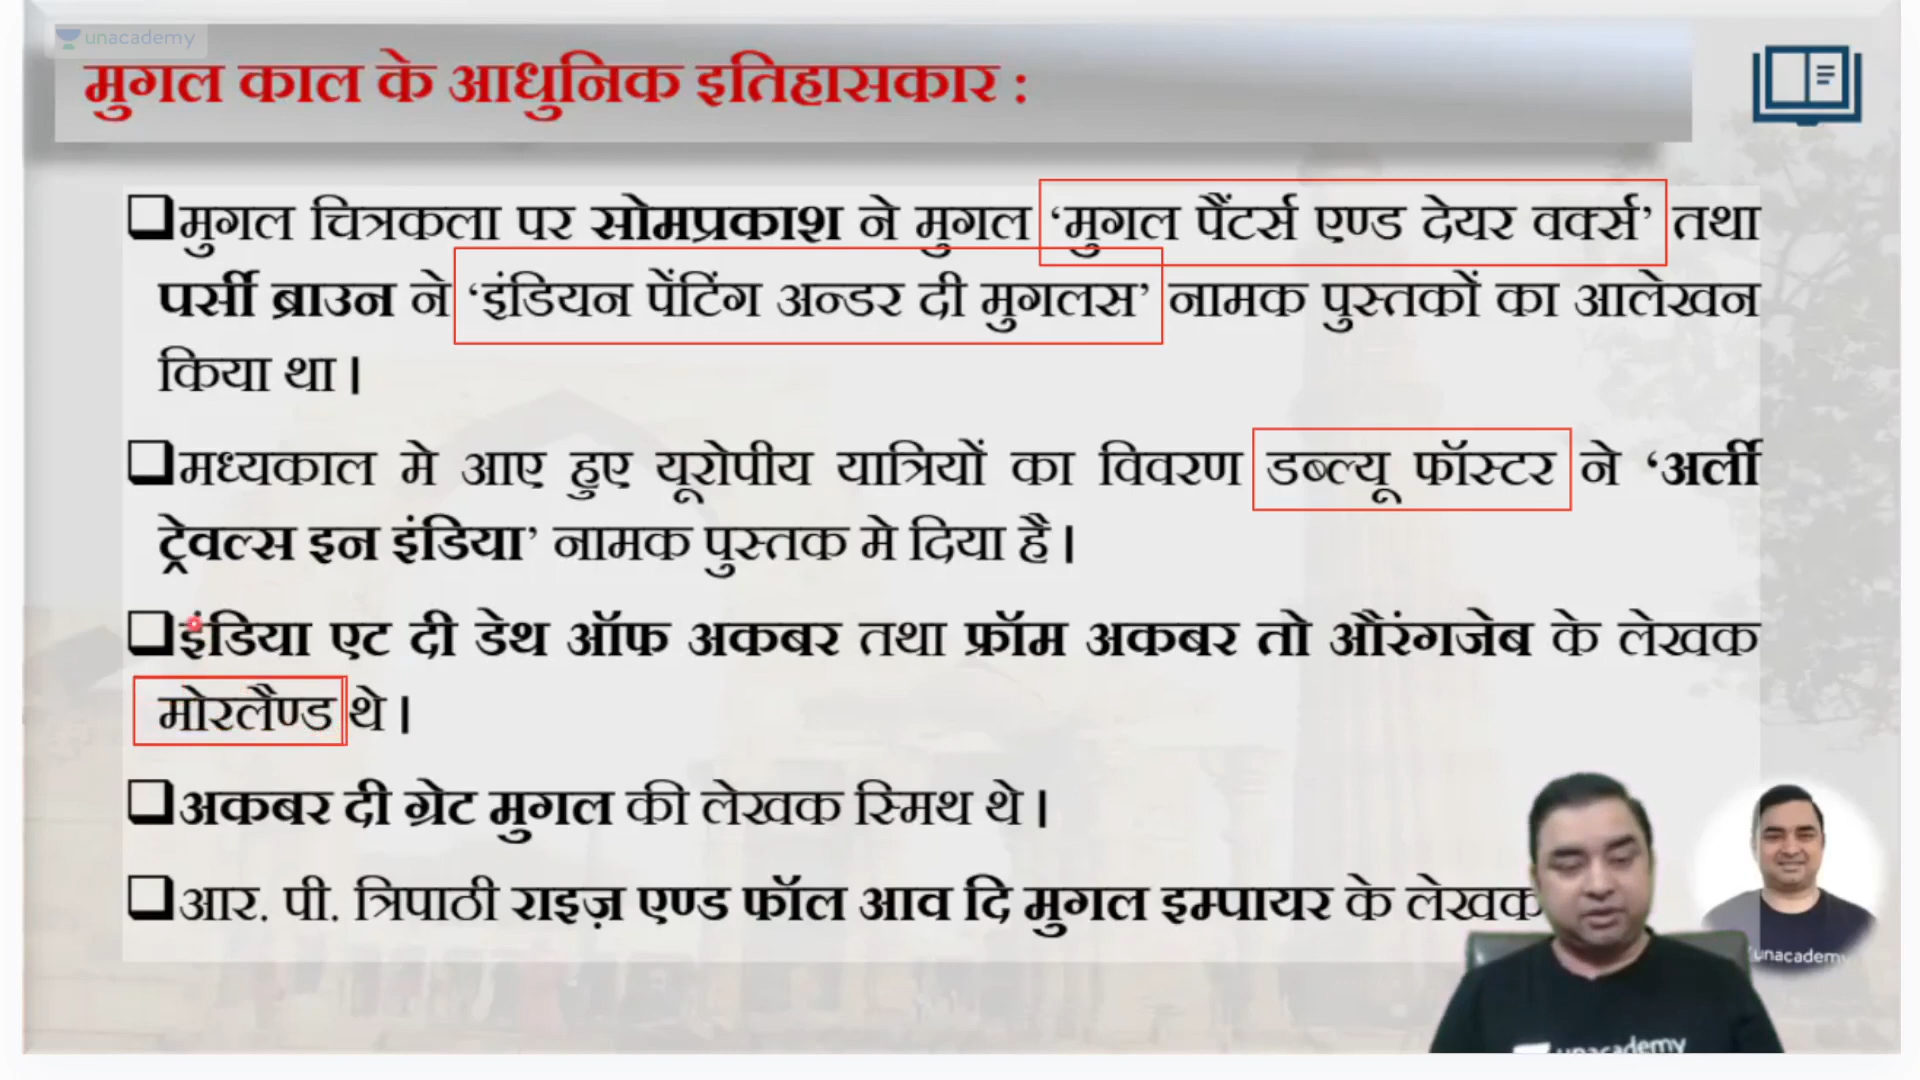 unacademy
मुगल काल के आधुनिक इतिहासकार :
❑मुगल चित्रकला पर सोमप्रकाश ने मुगल ‘मुगल पैंटर्स एण्ड देयर वर्क्स’ तथा
पर्सी ब्राउन ने ‘इंडियन पेंटिंग अन्डर दी मुगलस’ नामक पुस्तकों का आलेखन
किया था।
❑मध्यकाल मे आए हुए यूरोपीय यात्रियों का विवरण डब्ल्यू फॉस्टर ने ‘अर्ली
ट्रेवल्स इन इंडिया’ नामक पुस्तक मे दिया है।
❑इंडिया एट दी डेथ ऑफ अकबर तथा फ्रॉम अकबर तो औरंगजेब के लेखक
मोरलैण्ड थे।
❑अकबर दी ग्रेट मुगल की लेखक स्मिथ थे।
❑आर. पी. त्रिपाठी राइज़ एण्ड फॉल आव दि मुगल इम्पायर के लेखक
unacademy
unacademy